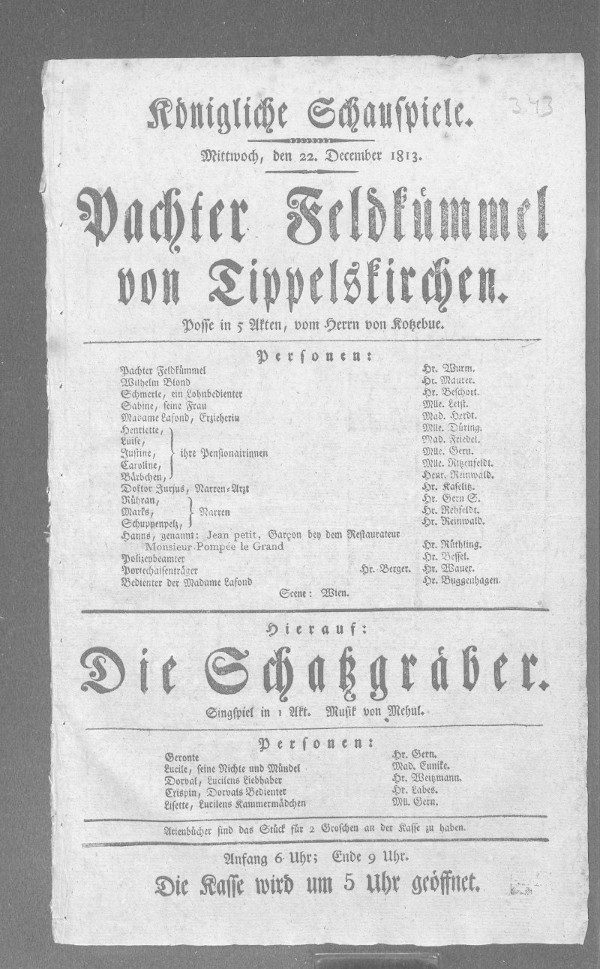 343
Königliche Schauspiele.
Mittwoch, den 22. December 1813.
Pachter Feldkümmel
von Tippelskirchen.
Posse in 5 Akten, vom Herrn von Kotzebue.
Personen:
Pachter Feldkümmel Hr. Wurm.
Wilhelm Blond Hr. Maurer.
Schmerle, ein Lohnbedienter Hr. Beschort.
Sabine, seine Frau Mlle. Leist.
Madame Lafond, Erzieherin Mad. Herdt.
Henriette, Mlle. Düring.
Luise, Mad. Friedel.
Justine, ihre Pensionairinnen Mlle. Gern.
Caroline, Mlle. Ritzenfeldt.
Bärbchen, Henr. Reinwald.
Doktor Jurjus, Narren-Arzt Hr. Kaselitz.
Rühran, Hr. Gern S.
Marks, Narren Hr. Rebfeldt.
Schuppenpelz, Hr. Reinwald.
Hanns, genannt: Jean petit, Garçon bey dem Restaurateur
Monsieur Pompée le Grand Hr. Rüthling.
Polizeybeamter Hr. Bessel.
Portechaisenträger Hr. Berger. Hr. Wauer.
Bedienter der Madame Lafond Hr. Buggenhagen.
Scene: Wien.
Hierauf:
Die Schatzgräber.
Singspiel in 1 Akt. Musik von Mehul.
Personen:
Geronte Hr. Gern.
Lucile, seine Nichte und Mündel Mad. Eunike.
Dorval, Lucilens Liebhaber Hr. Weitzmann.
Crispin, Dorvals Bedienter Hr. Labes.
Lisette, Lucilens Kammermädchen Mll. Gern.
Arienbücher sind das Stück für 2 Groschen an der Kasse zu haben.
Anfang 6 Uhr; Ende 9 Uhr.
Die Kasse wird um 5 Uhr geöffnet.